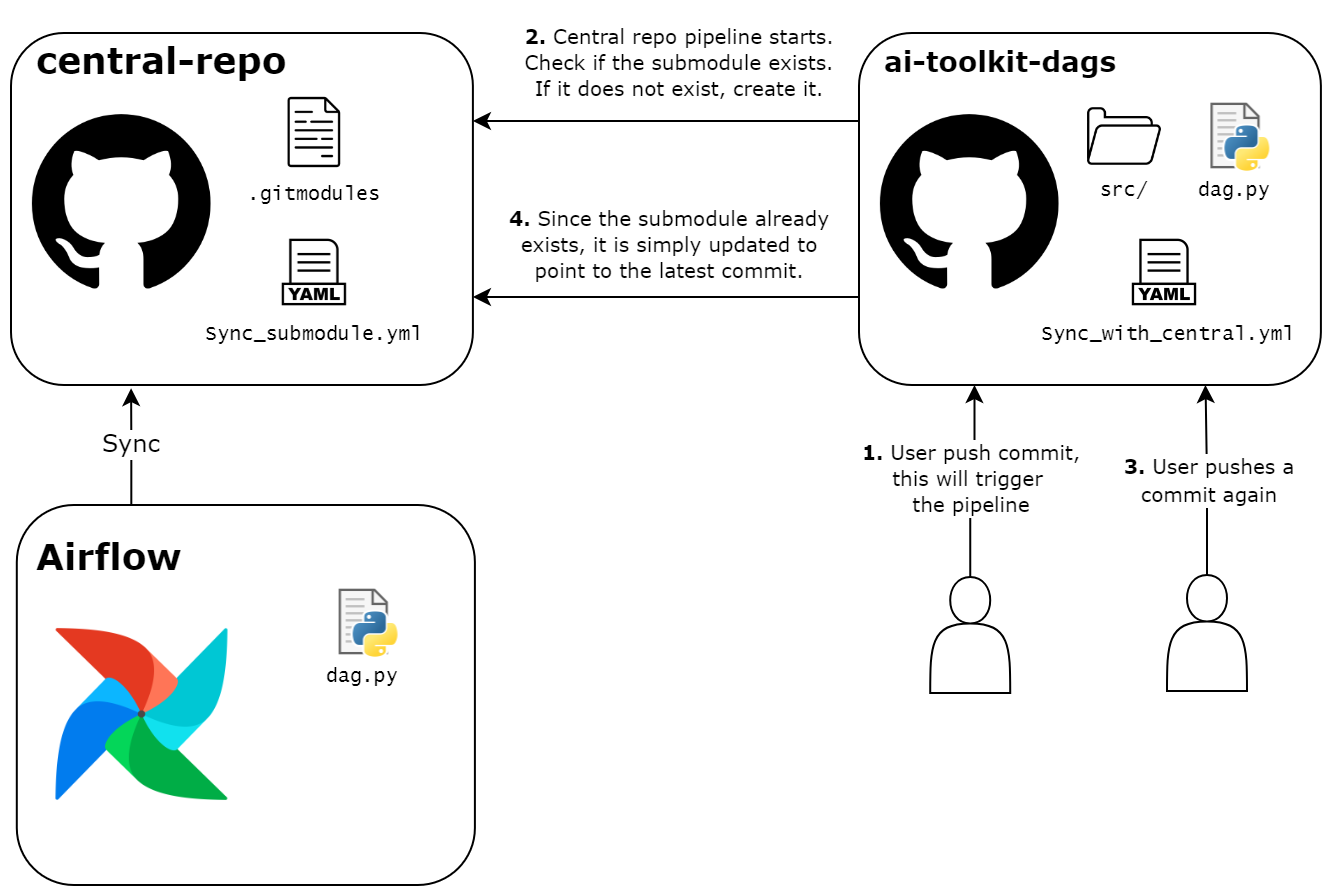 central-repo
.gitmodules
YAML
Sync_submodule.yml
2. Central repo pipeline starts.
Check if the submodule exists.
If it does not exist, create it.
4. Since the submodule already
exists, it is simply updated to
point to the latest commit.
ai-toolkit-dags
src/
dag.py
YAML
Sync_with_central.yml
Sync
1. User push commit,
this will trigger
the pipeline
3. User pushes a
commit again
Airflow
dag.py